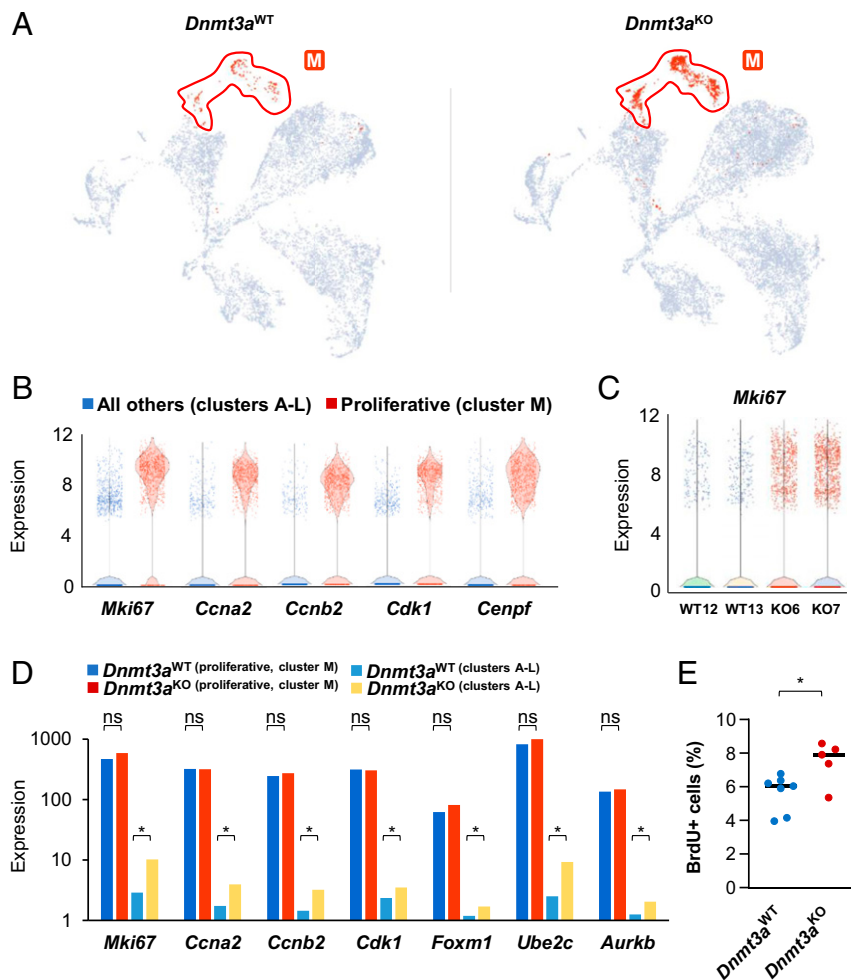 A
Dnmt3aWT
M
Dnmt3aKO
M
B
All others (clusters A-L)
Proliferative (cluster M)
Expression
12
8
4
0
Mki67
Ccna2
Ccnb2
Cdk1
Cenpf
C
Mki67
Expression
12
8
4
0
WT12
WT13
KO6
KO7
D
Dnmt3aWT (proliferative, cluster M)
Dnmt3aWT (clusters A-L)
Dnmt3aKO (proliferative, cluster M)
Dnmt3aKO (clusters A-L)
ns
ns
ns
ns
ns
ns
ns
*
*
*
*
*
*
*
Expression
1000
100
10
1
Mki67
Ccna2
Ccnb2
Cdk1
Foxm1
Ube2c
Aurkb
E
*
BrdU+ cells (%)
10
8
6
4
2
0
Dnmt3aWT
Dnmt3aKO